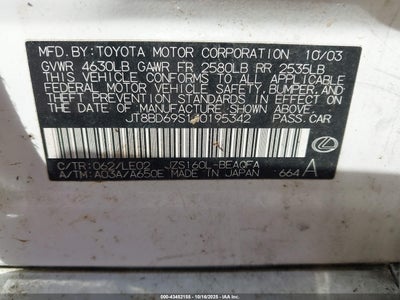 MFD. BY: TOYOTA MOTOR CORPORATION 10/03
GVWR 4630LB GAWR FR 2580LB RR 2535LB
THIS VEHICLE CONFORMS TO ALL APPLICABLE
FEDERAL MOTOR VEHICLE SAFETY, BUMPER, AND
THEFT PREVENTION STANDARDS IN EFFECT ON
THE DATE OF MANUFACTURE SHOWN ABOVE.
JT8BD69S140195342 PASS.CAR
C/TR:062/LE02 JZS160L-BEAQFA
A/TM:A03A/A650E MADE IN JAPAN 664 A
000-43452155 - 10/16/2025 - IAAI.COM